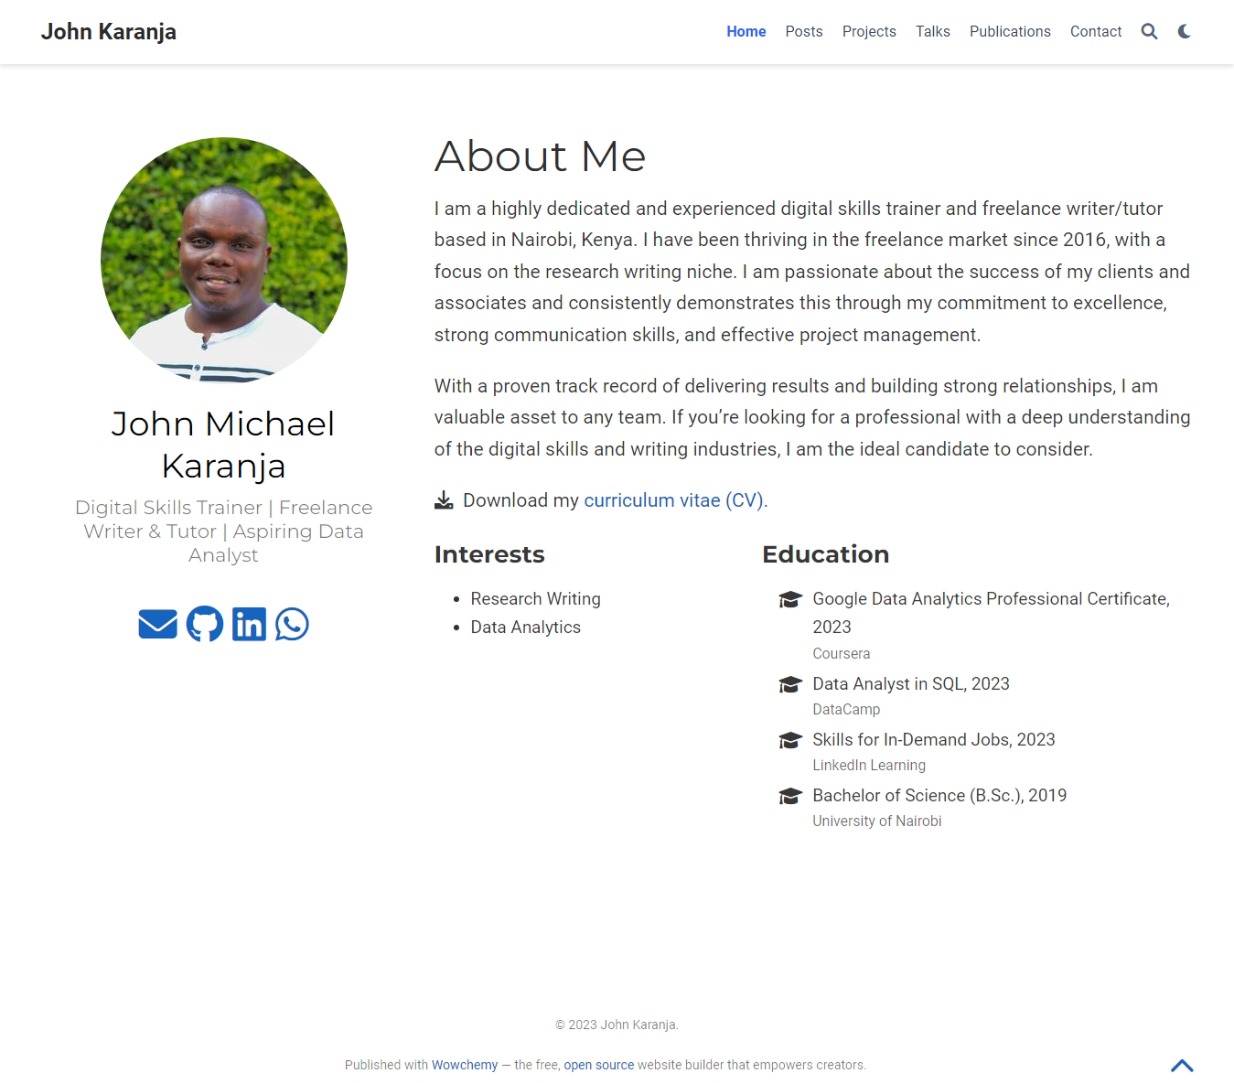 John Karanja
Home Posts Projects Talks Publications Contact
John Michael
Karanja
Digital Skills Trainer | Freelance
Writer & Tutor | Aspiring Data
Analyst
About Me
I am a highly dedicated and experienced digital skills trainer and freelance writer/tutor
based in Nairobi, Kenya. I have been thriving in the freelance market since 2016, with a
focus on the research writing niche. I am passionate about the success of my clients and
associates and consistently demonstrates this through my commitment to excellence,
strong communication skills, and effective project management.
With a proven track record of delivering results and building strong relationships, I am
valuable asset to any team. If you’re looking for a professional with a deep understanding
of the digital skills and writing industries, I am the ideal candidate to consider.
Download my curriculum vitae (CV).
Interests
Research Writing
Data Analytics
Education
Google Data Analytics Professional Certificate,
2023
Coursera
Data Analyst in SQL, 2023
DataCamp
Skills for In-Demand Jobs, 2023
LinkedIn Learning
Bachelor of Science (B.Sc.), 2019
University of Nairobi
© 2023 John Karanja.
Published with Wowchemy — the free, open source website builder that empowers creators.